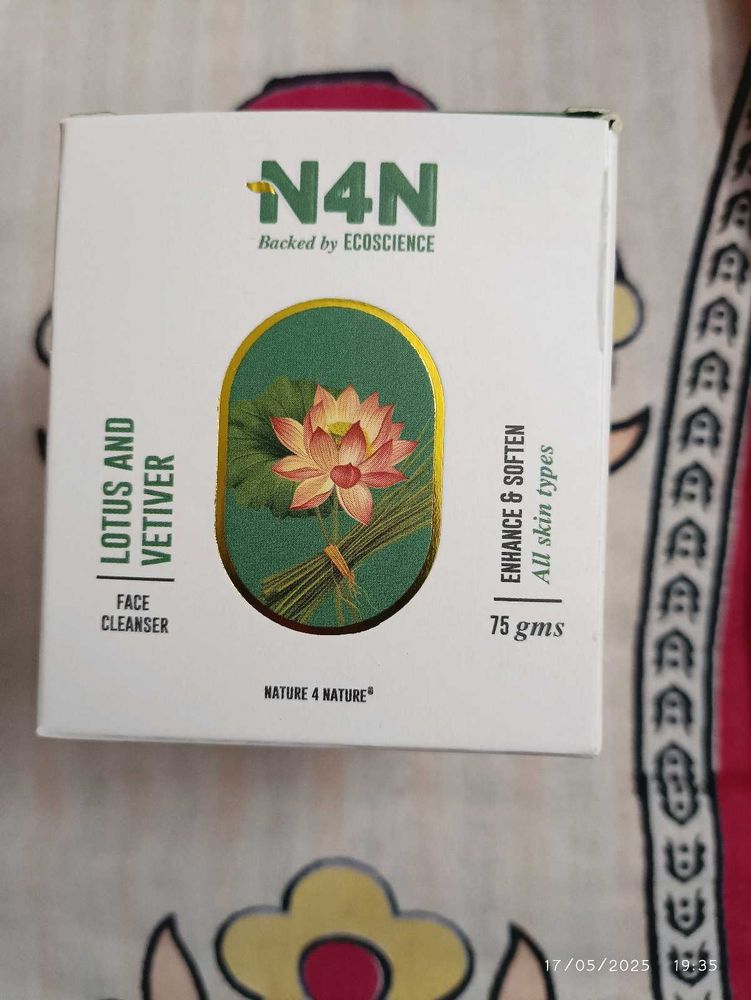 N4N
Backed by ECOSCIENCE
LOTUS AND
VETIVER
FACE
CLEANSER
ENHANCE & SOFTEN
All skin types
75 gms
NATURE 4 NATURE®
17/05/2025 19:35